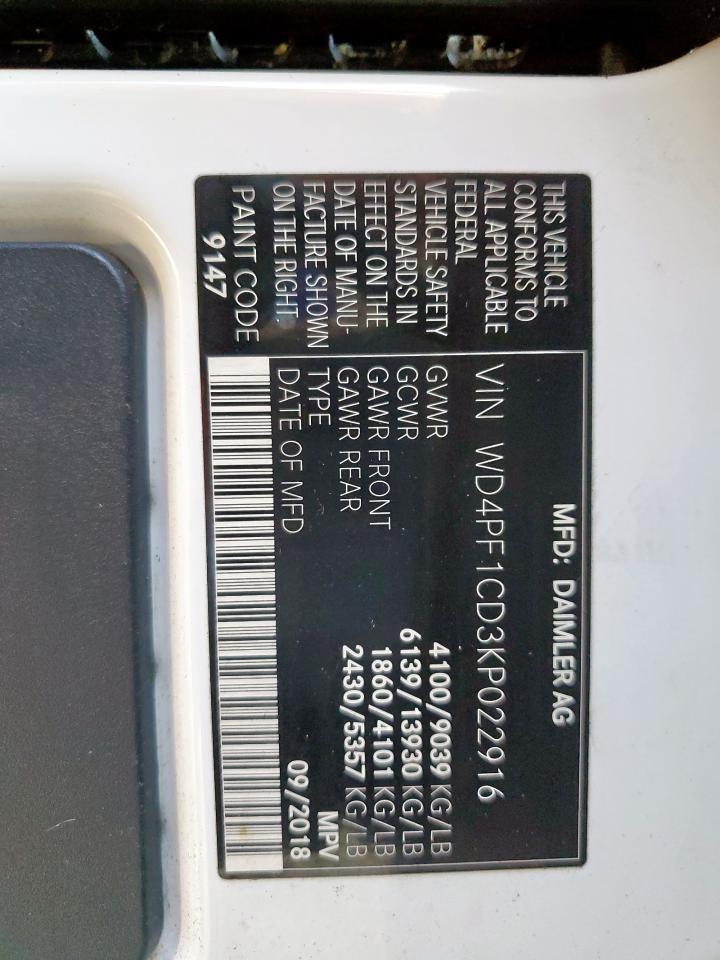 THIS VEHICLE
CONFORMS TO
ALL APPLICABLE
FEDERAL
VEHICLE SAFETY
STANDARDS IN
EFFECT ON THE
DATE OF MANU-
FACTURE SHOWN
ON THE RIGHT
PAINT CODE
9147
MFD: DAIMLER AG
VIN WD4PF1CD3KP022916
GVWR 4100/9039 KG/LB
GCWR 6139/13930 KG/LB
GAWR FRONT 1860/4101 KG/LB
GAWR REAR 2430/5357 KG/LB
TYPE MPV
DATE OF MFD 09/2018